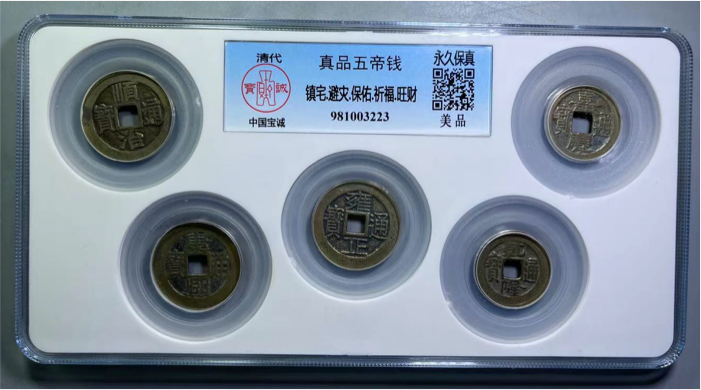 清代
寶 誠
中国宝诚
真品五帝钱
镇宅.避灾.保佑.祈福.旺财
981003223
永久保真
美品
順治通寶
嘉慶通寶
康熙通寶
雍正通寶
乾隆通寶